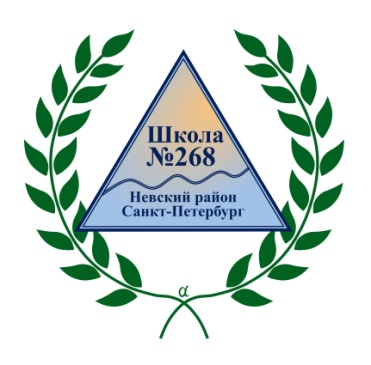 Школа
№268
Невский район
Санкт-Петербург
α